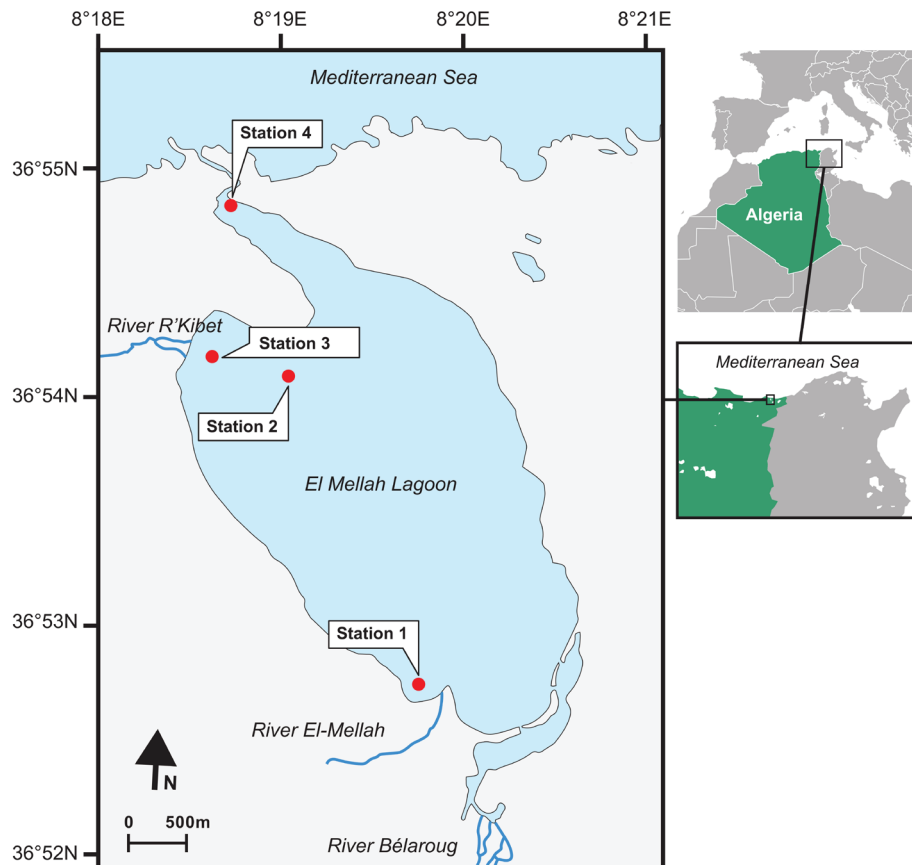 8°18E 8°19E 8°20E 8°21E
Mediterranean Sea
Station 4
36°55N
Algeria
River R'Kibet
Station 3
Mediterranean Sea
36°54N
Station 2
El Mellah Lagoon
36°53N
Station 1
River El-Mellah
N
0 500m
River Bélaroug
36°52N